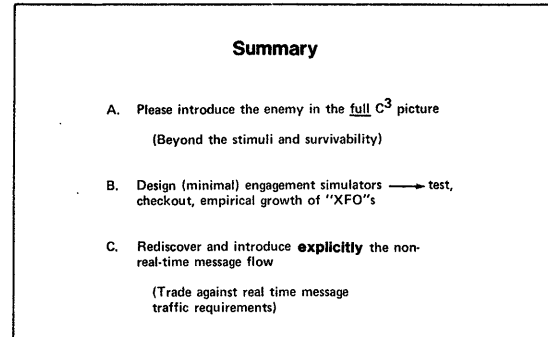 Summary
A. Please introduce the enemy in the full C³ picture
(Beyond the stimuli and survivability)
B. Design (minimal) engagement simulators ⟶ test,
checkout, empirical growth of "XFO"s
C. Rediscover and introduce explicitly the non-
real-time message flow
(Trade against real time message
traffic requirements)